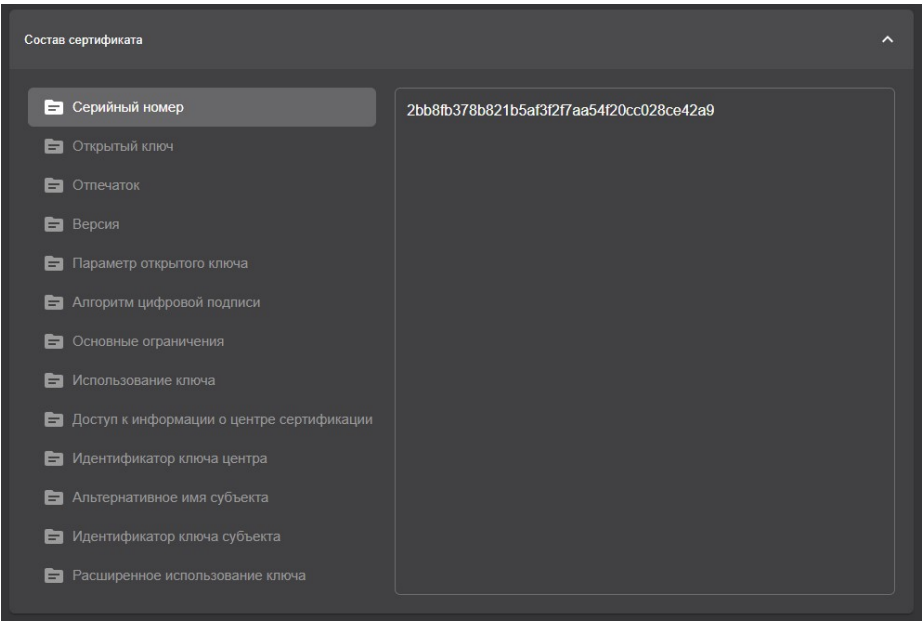 Состав сертификата
Серийный номер
2bb8fb378b821b5af3f2f7aa54f20cc028ce42a9
Открытый ключ
Отпечаток
Версия
Параметр открытого ключа
Алгоритм цифровой подписи
Основные ограничения
Использование ключа
Доступ к информации о центре сертификации
Идентификатор ключа центра
Альтернативное имя субъекта
Идентификатор ключа субъекта
Расширенное использование ключа